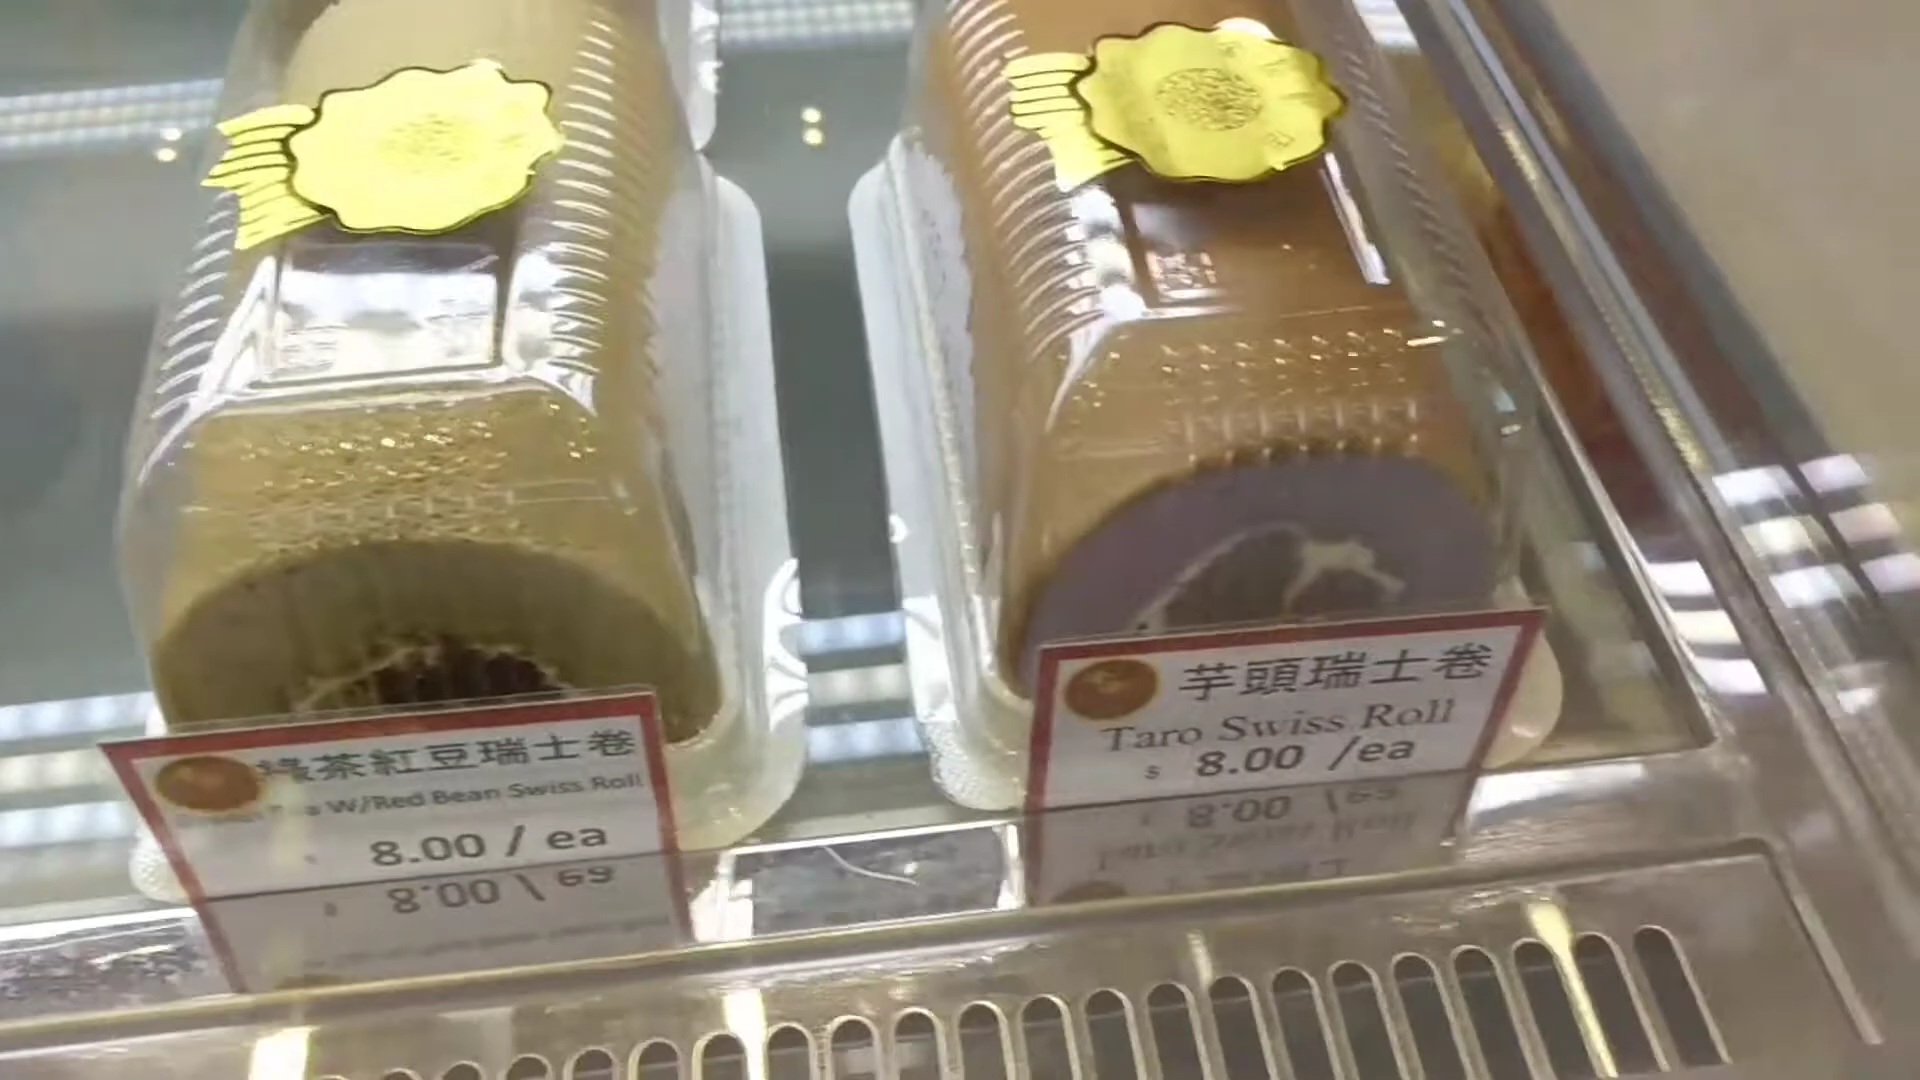 綠茶紅豆瑞士卷
W/Red Bean Swiss Roll
8.00 / ea
芋頭瑞士卷
Taro Swiss Roll
$ 8.00 /ea